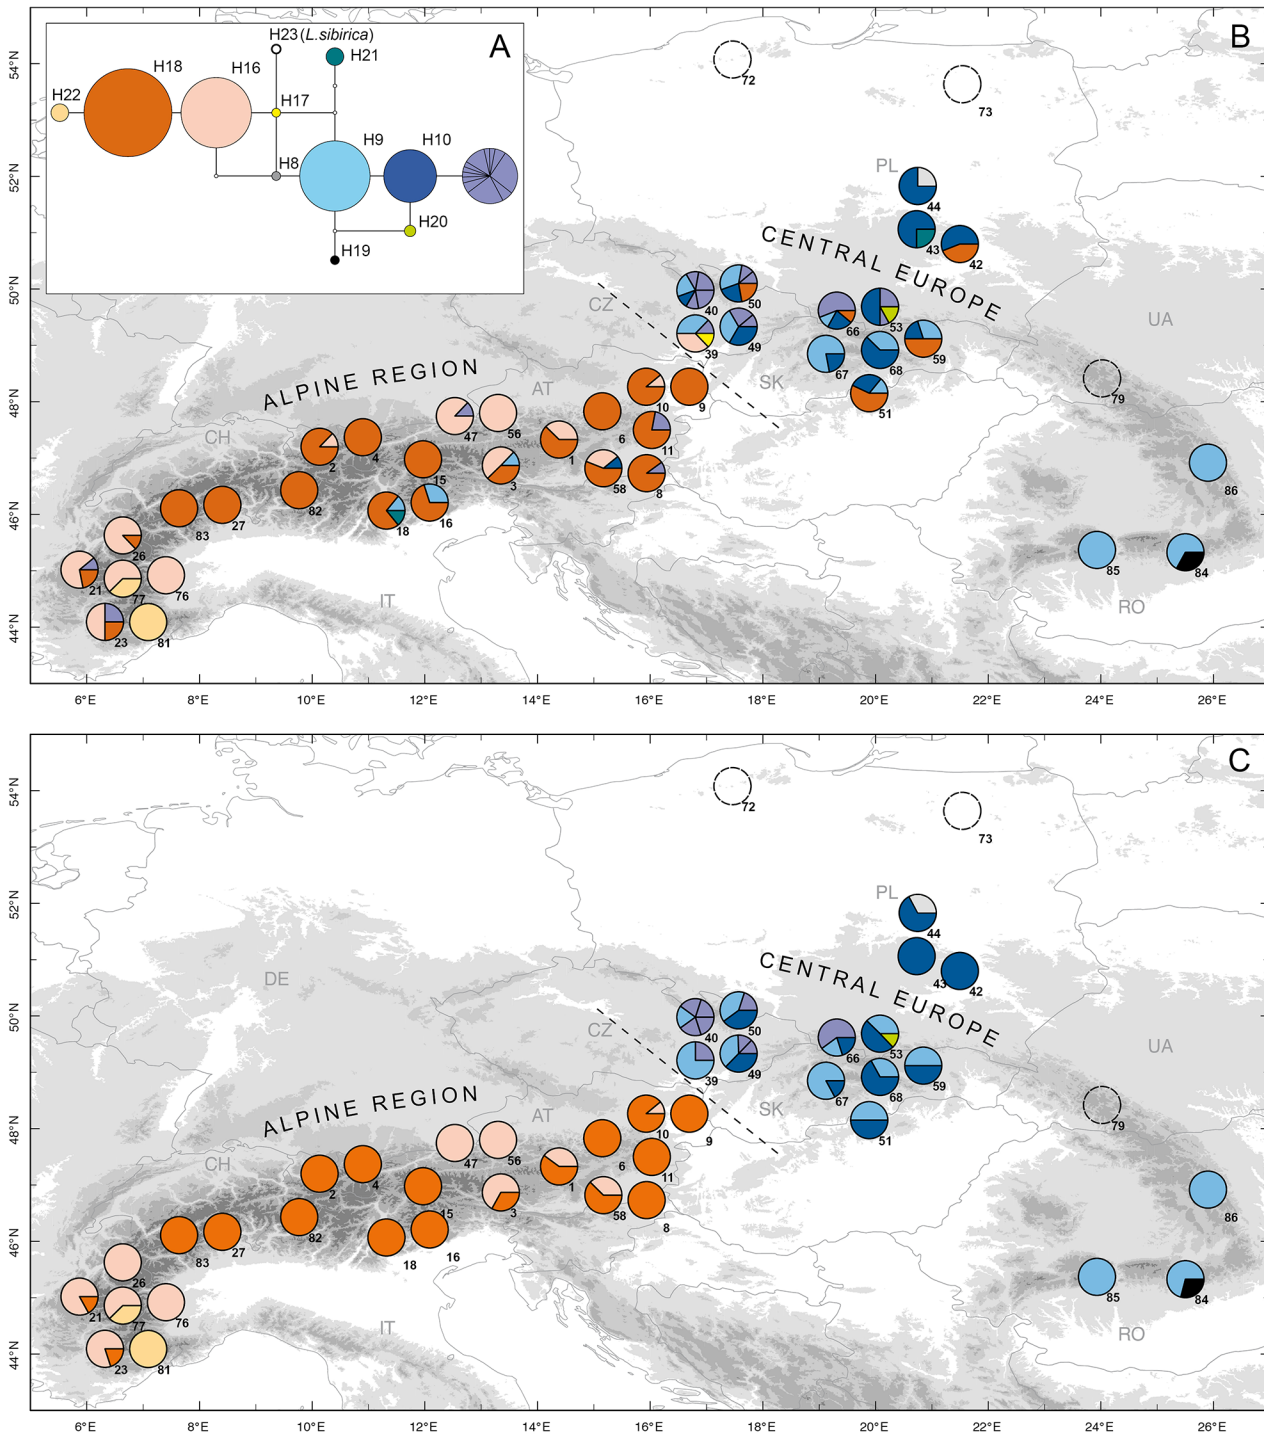 A
H23 (L.sibirica)
H21
H18
H16
H22
H17
H9
H10
H8
H20
H19
B
54°N
52°N
50°N
48°N
46°N
44°N
72
73
PL
44
43
42
CENTRAL EUROPE
40
50
39
49
66
53
59
67
68
51
CZ
SK
UA
79
86
85
84
RO
ALPINE REGION
AT
CH
IT
47
56
10
9
6
11
1
58
8
3
2
4
15
82
18
16
83
27
26
21
77
76
23
81
6°E
8°E
10°E
12°E
14°E
16°E
18°E
20°E
22°E
24°E
26°E
C
54°N
52°N
50°N
48°N
46°N
44°N
72
73
PL
44
43
42
CENTRAL EUROPE
DE
40
50
39
49
66
53
59
67
68
51
CZ
SK
UA
79
86
85
84
RO
ALPINE REGION
AT
CH
IT
47
56
10
9
6
11
1
58
8
3
2
4
15
82
18
16
83
27
26
21
77
76
23
81
6°E
8°E
10°E
12°E
14°E
16°E
18°E
20°E
22°E
24°E
26°E